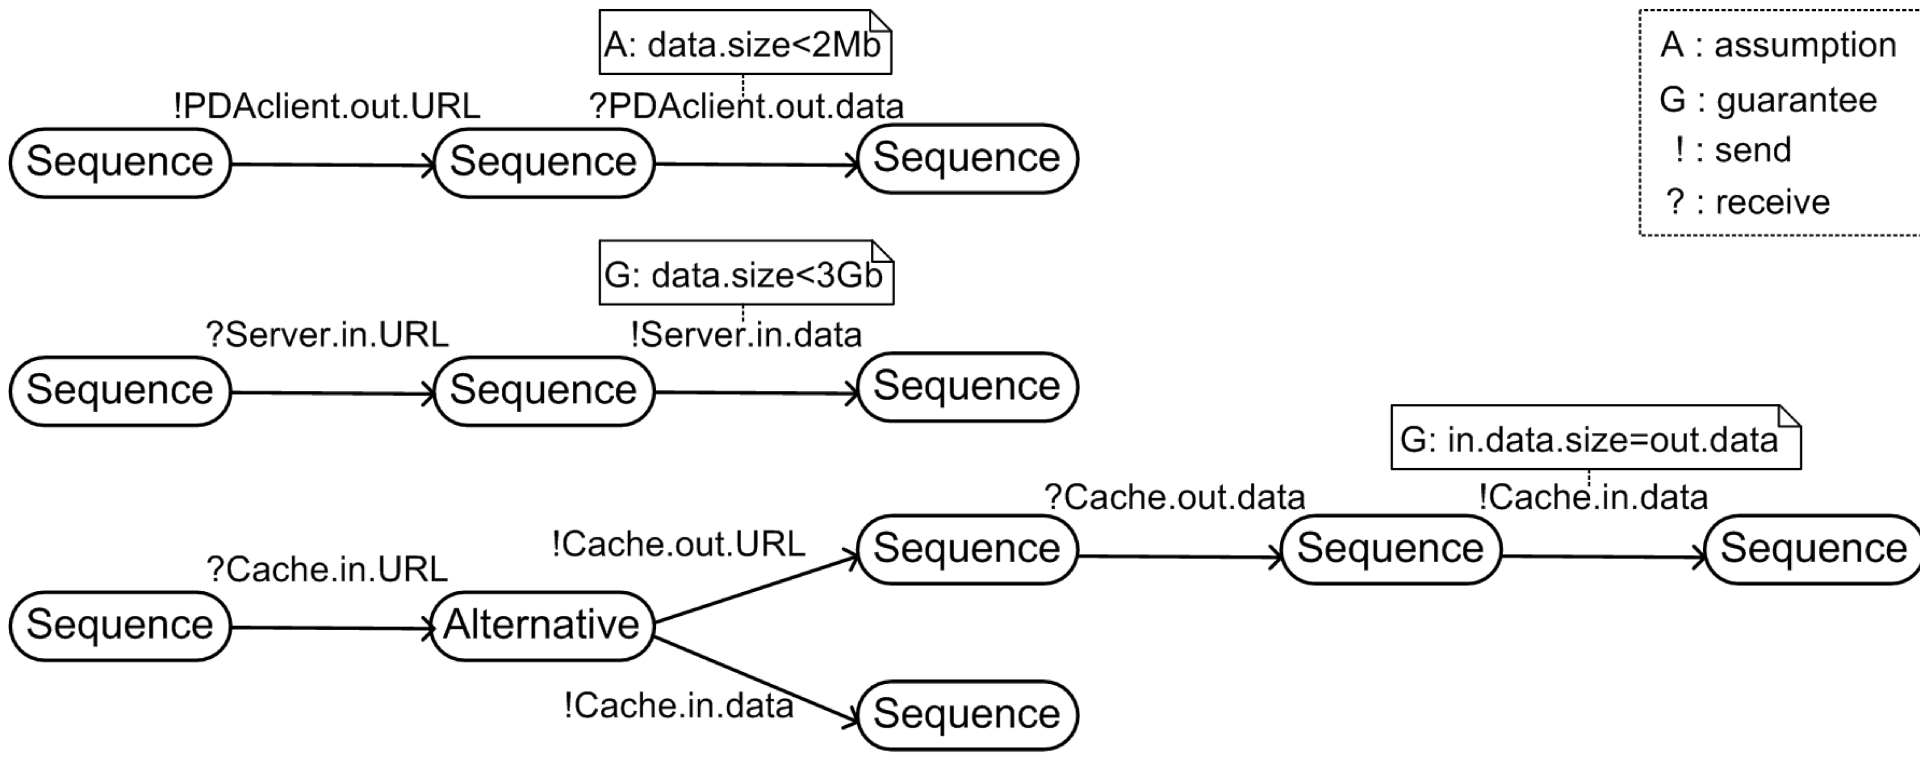 A: data.size<2Mb
!PDAclient.out.URL
?PDAclient.out.data
Sequence
Sequence
Sequence
A : assumption
G : guarantee
! : send
? : receive
G: data.size<3Gb
?Server.in.URL
!Server.in.data
Sequence
Sequence
Sequence
G: in.data.size=out.data
?Cache.out.data
!Cache.in.data
!Cache.out.URL
Sequence
Sequence
Sequence
?Cache.in.URL
Sequence
Alternative
!Cache.in.data
Sequence